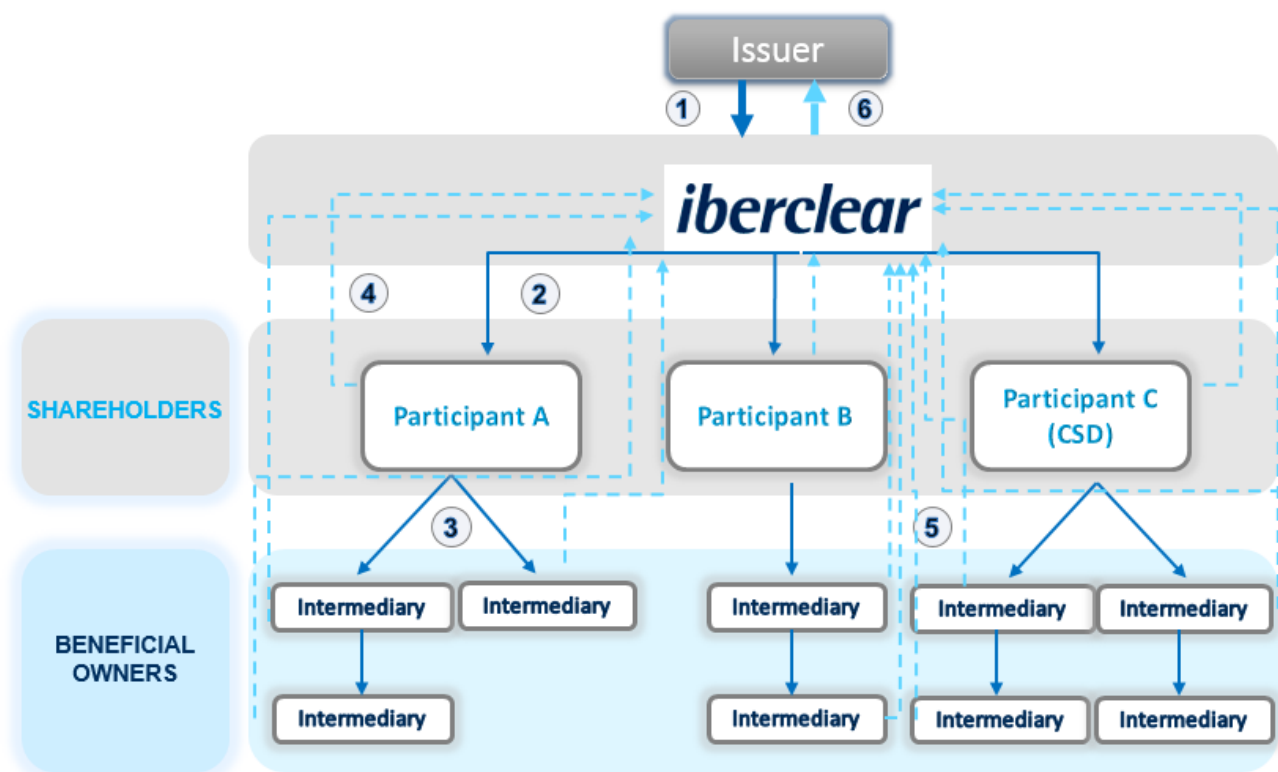 Issuer
1
6
iberclear
4
2
SHAREHOLDERS
Participant A
Participant B
Participant C
(CSD)
3
5
BENEFICIAL
OWNERS
Intermediary
Intermediary
Intermediary
Intermediary
Intermediary
Intermediary
Intermediary
Intermediary
Intermediary